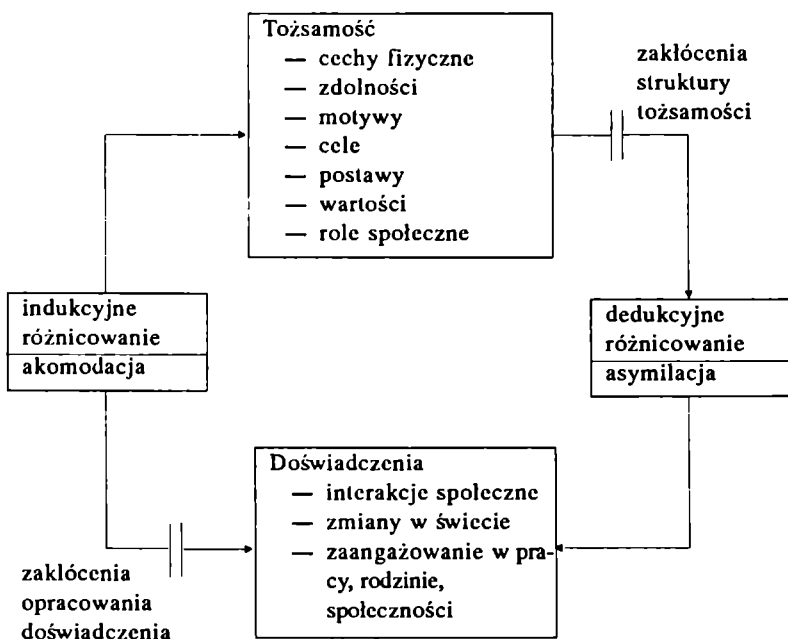 Tożsamość
— cechy fizyczne
— zdolności
— motywy
— cele
— postawy
— wartości
— role społeczne
zakłócenia
struktury
tożsamości
indukcyjne
różnicowanie
akomodacja
dedukcyjne
różnicowanie
asymilacja
Doświadczenia
— interakcje społeczne
— zmiany w świecie
— zaangażowanie w pra-
cy, rodzinie,
społeczności
zakłócenia
opracowania
doświadczenia